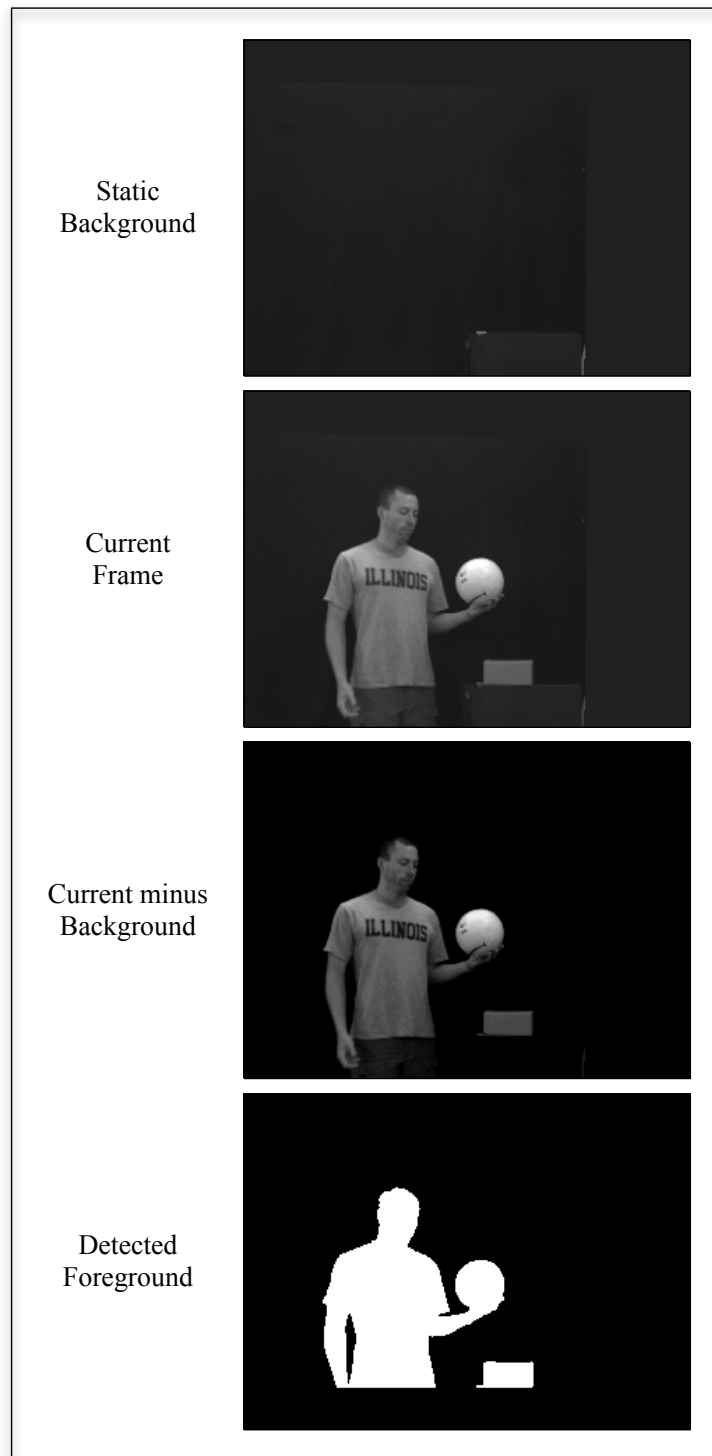 Static
Background
Current
Frame
ILLINOIS
Current minus
Background
ILLINOIS
Detected
Foreground